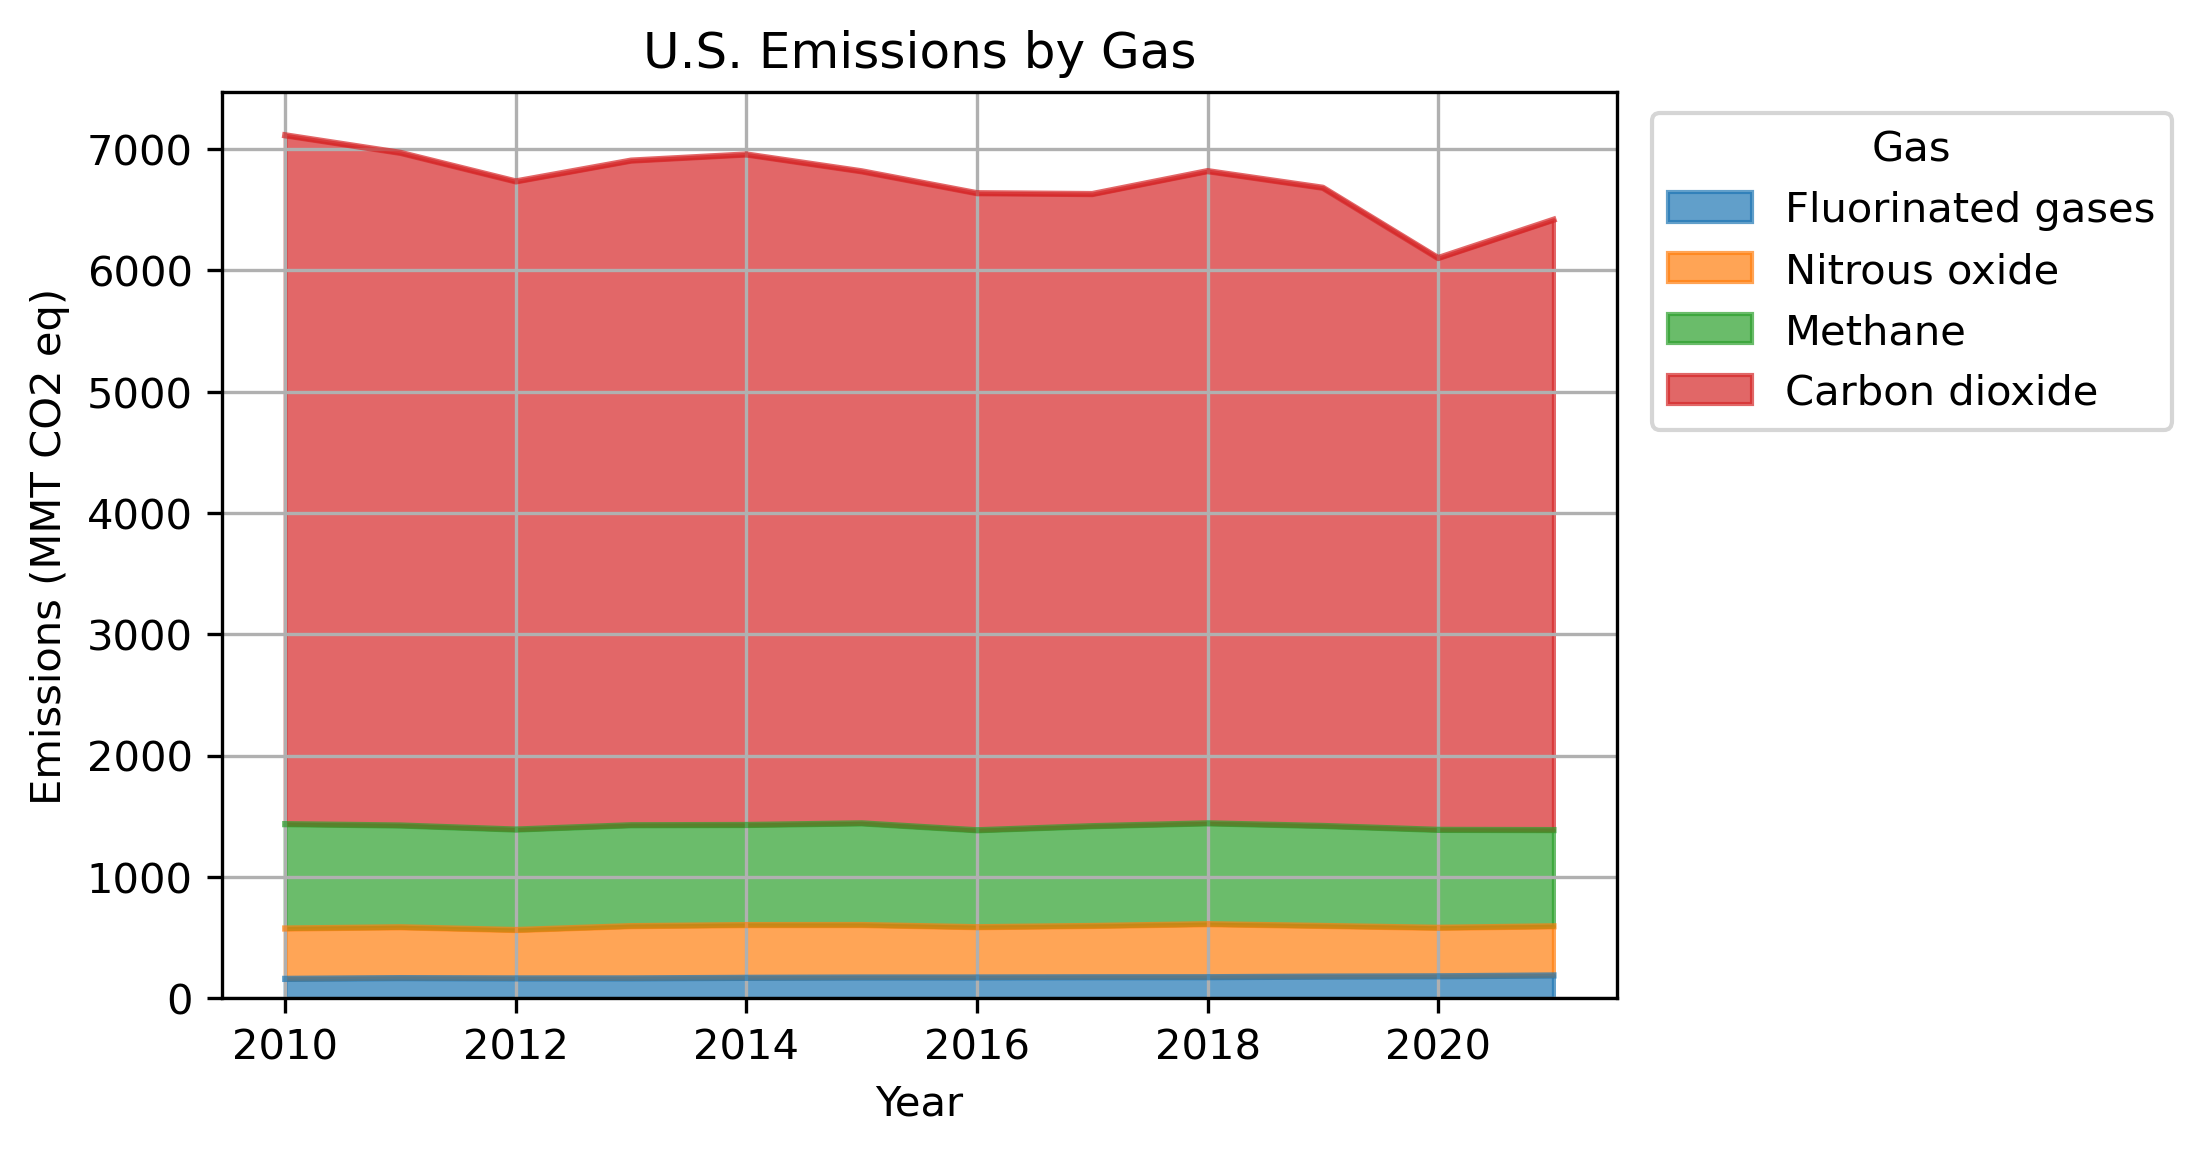 U.S. Emissions by Gas
Emissions (MMT CO2 eq)
7000
6000
5000
4000
3000
2000
1000
0
2010 2012 2014 2016 2018 2020
Year
Gas
Fluorinated gases
Nitrous oxide
Methane
Carbon dioxide